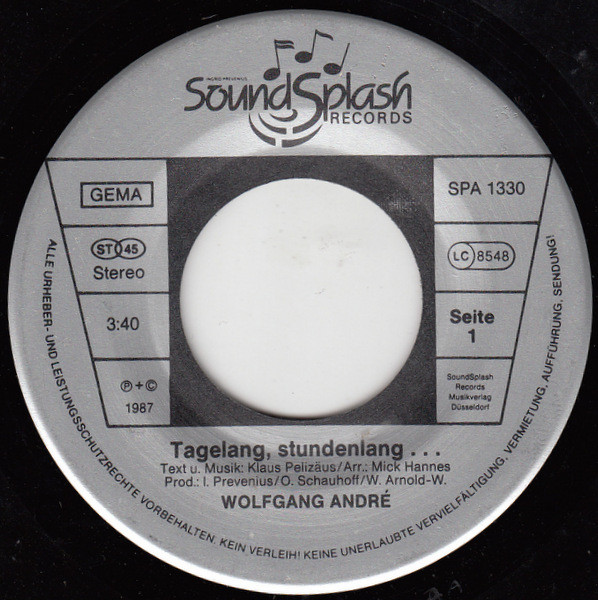 INGRID PREVENIUS
SoundSplash
RECORDS
GEMA
SPA 1330
ST 45
Stereo
LC 8548
3:40
Seite
1
Ⓟ + ©
1987
SoundSplash
Records
Musikverlag
Düsseldorf
Tagelang, stundenlang . . .
Text u. Musik: Klaus Pelizäus/Arr.: Mick Hannes
Prod.: I. Prevenius/O. Schauhoff/W. Arnold-W.
WOLFGANG ANDRÉ
ALLE URHEBER- UND LEISTUNGSSCHUTZRECHTE VORBEHALTEN. KEIN VERLEIH! KEINE UNERLAUBTE VERVIELFÄLTIGUNG, VERMIETUNG, AUFFÜHRUNG, SENDUNG!